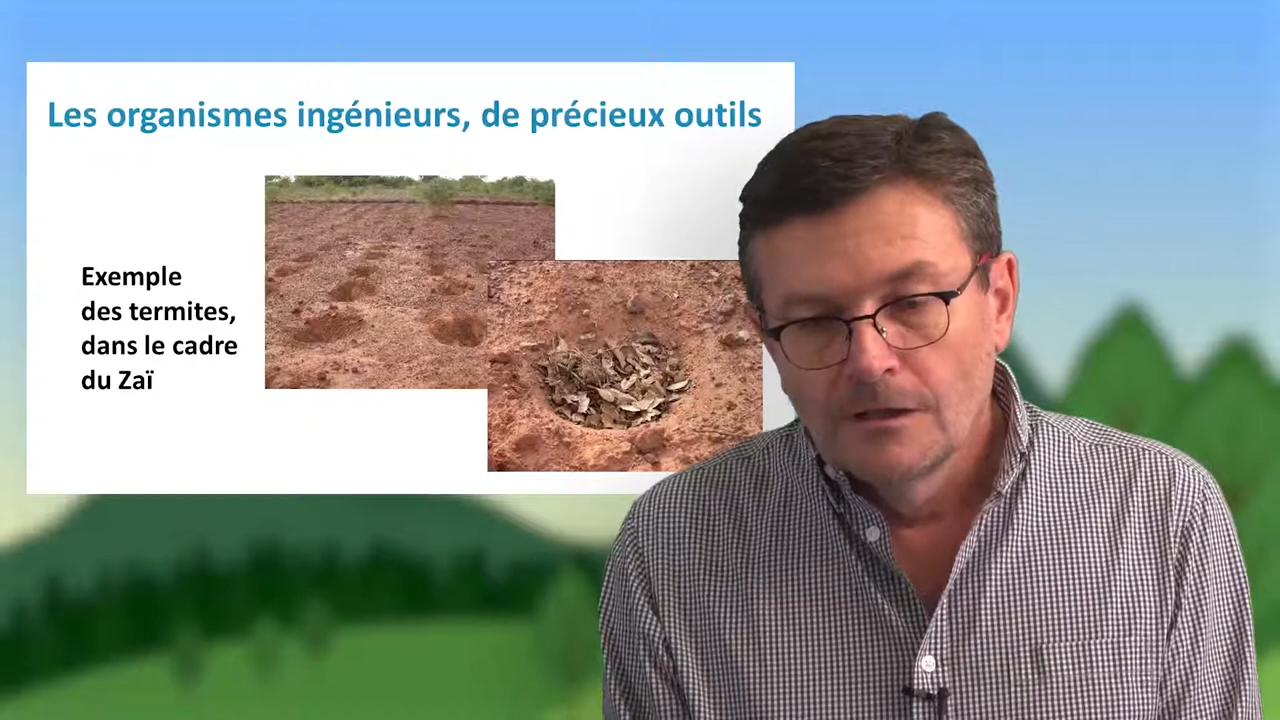 Les organismes ingénieurs, de précieux outils
Exemple
des termites,
dans le cadre
du Zaï